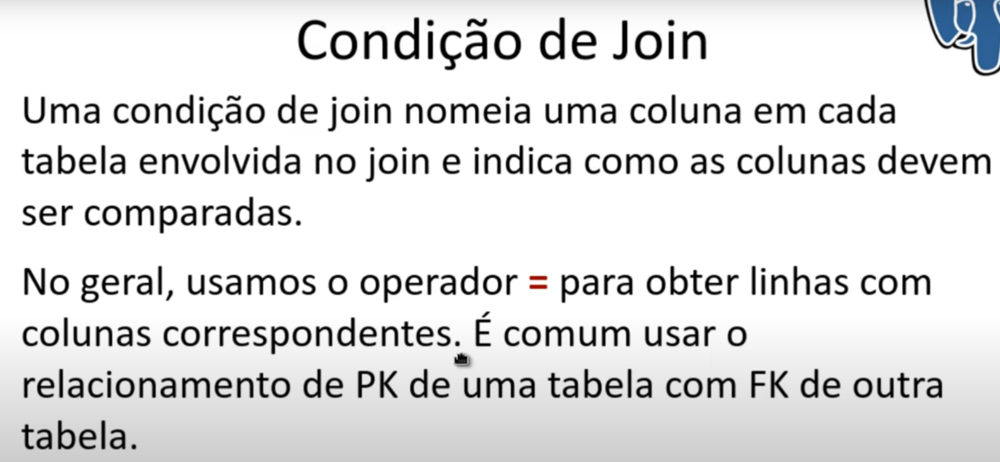 Condição de Join
Uma condição de join nomeia uma coluna em cada
tabela envolvida no join e indica como as colunas devem
ser comparadas.
No geral, usamos o operador = para obter linhas com
colunas correspondentes. É comum usar o
relacionamento de PK de uma tabela com FK de outra
tabela.